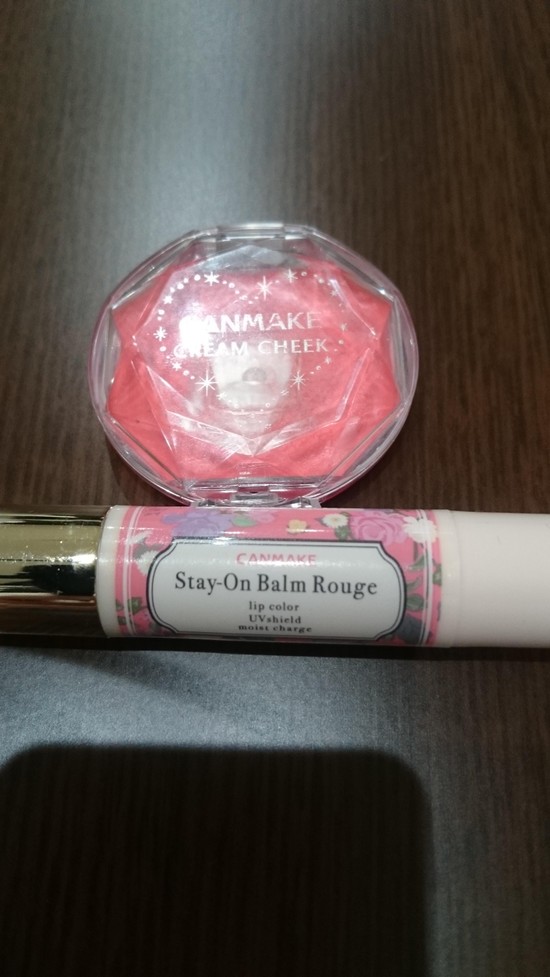 CANMAKE
CREAM CHEEK
CANMAKE
Stay-On Balm Rouge
lip color
UVshield
moist charge